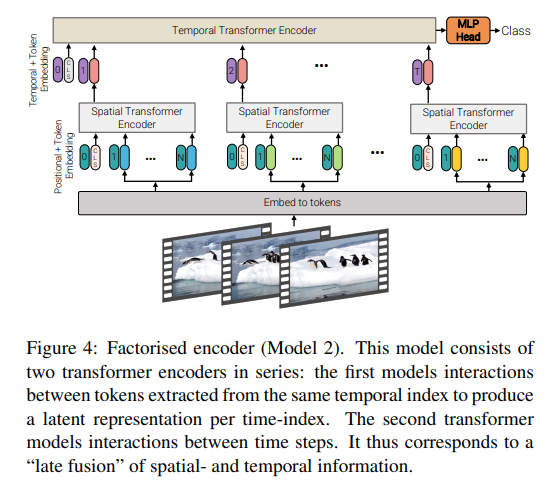 Temporal Transformer Encoder
MLP
Head
Class
Temporal + Token
Embedding
0 CLS 1 2 ... T
Spatial Transformer
Encoder
Spatial Transformer
Encoder
Spatial Transformer
Encoder
Positional + Token
Embedding
0 CLS 1 ... N 0 CLS 1 ... N ... 0 CLS 1 ... N
Embed to tokens
Figure 4: Factorised encoder (Model 2). This model consists of
two transformer encoders in series: the first models interactions
between tokens extracted from the same temporal index to produce
a latent representation per time-index. The second transformer
models interactions between time steps. It thus corresponds to a
“late fusion” of spatial- and temporal information.